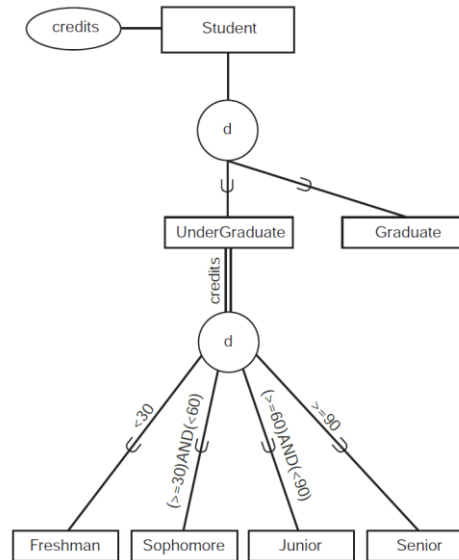 credits
Student
d
UnderGraduate
Graduate
credits
d
<30
(>=30)AND(<60)
(>=60)AND(<90)
>=90
Freshman
Sophomore
Junior
Senior